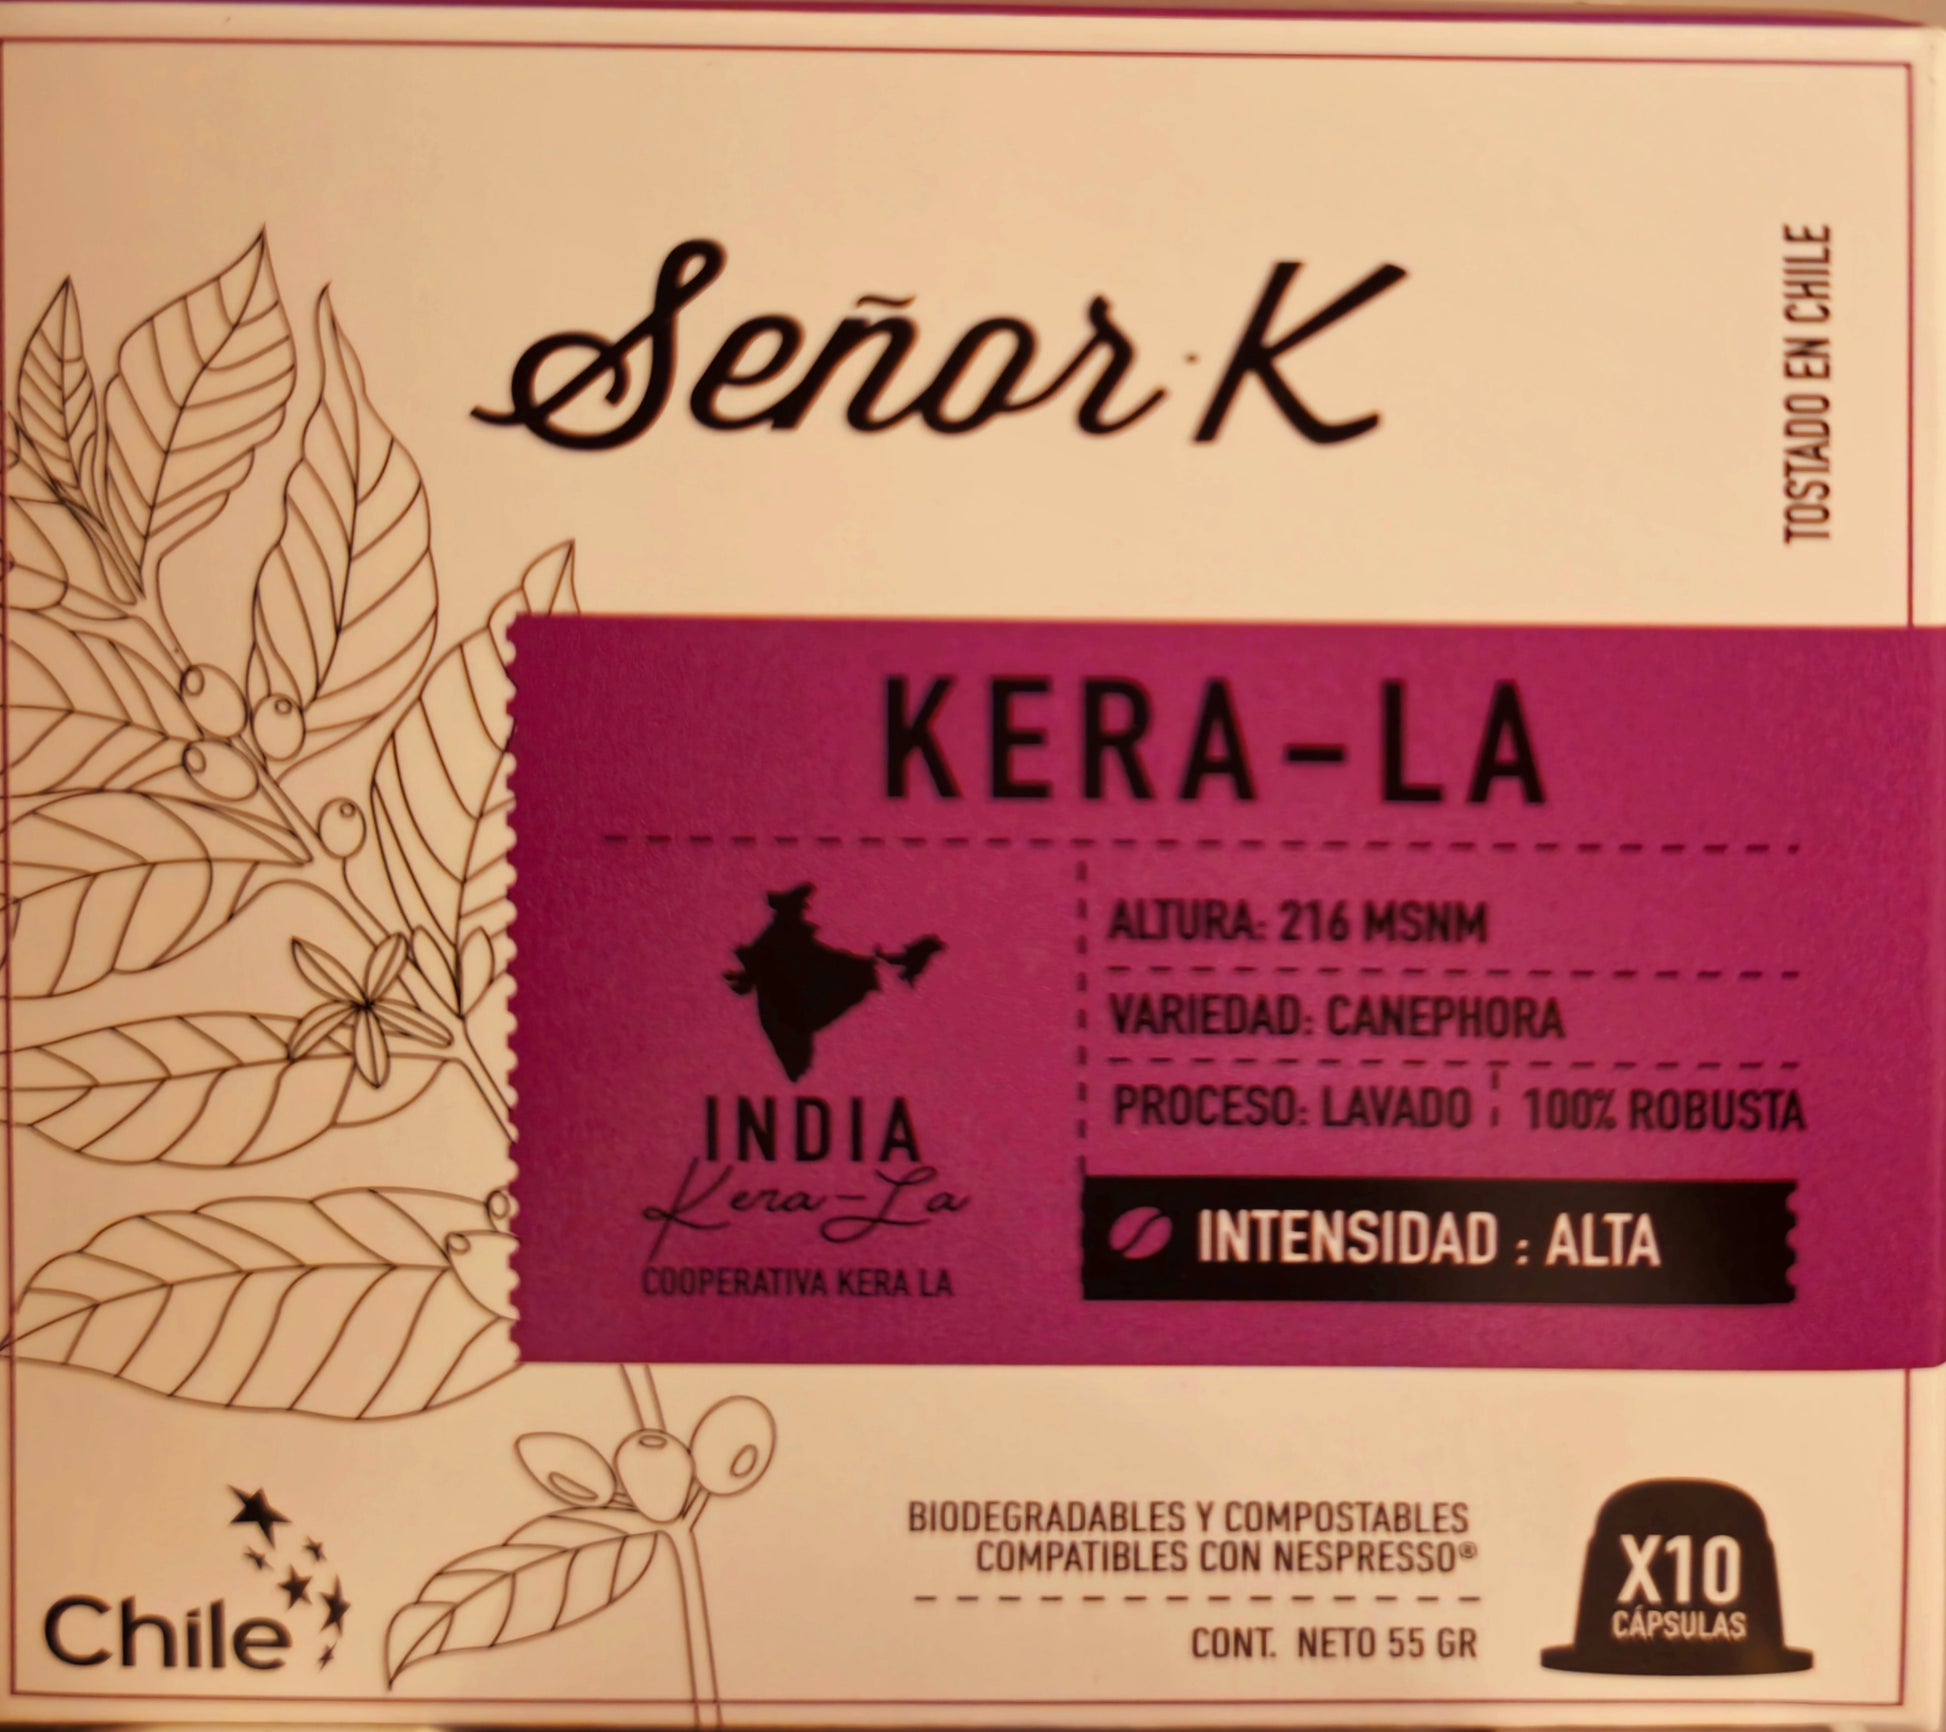 Señor K
TOSTADO EN CHILE
KERA-LA
INDIA
Kera-La
COOPERATIVA KERA LA
ALTURA: 216 MSNM
VARIEDAD: CANEPHORA
PROCESO: LAVADO 100% ROBUSTA
INTENSIDAD : ALTA
Chile
BIODEGRADABLES Y COMPOSTABLES
COMPATIBLES CON NESPRESSO®
CONT. NETO 55 GR
X10
CÁPSULAS